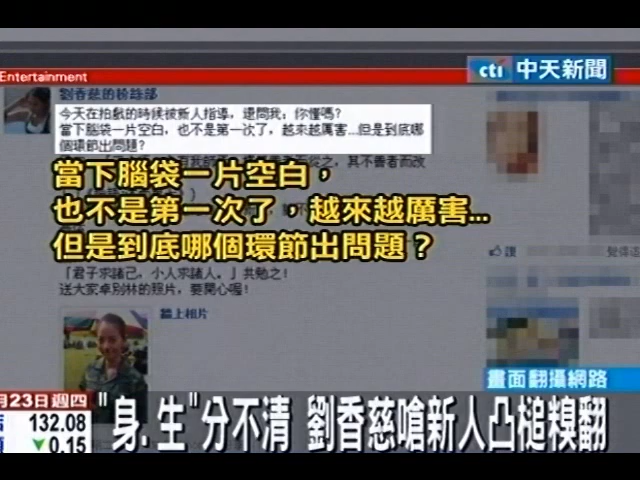 cti 中天新聞
Entertainment
劉香慈的粉絲部
今天在拍戲的時候被新人指導，還問我：你懂嗎?
當下腦袋一片空白，也不是第一次了，越來越厲害...但是到底哪
個環節出問題?
當下腦袋一片空白，
也不是第一次了，越來越厲害...
但是到底哪個環節出問題？
「君子求諸己，小人求諸人。」共勉之!
送大家卓別林的照片，要開心喔!
牆上相片
讚
畫面翻攝網路
月23日週四
132.08
▼0.15
"身.生"分不清 劉香慈嗆新人凸槌糗翻